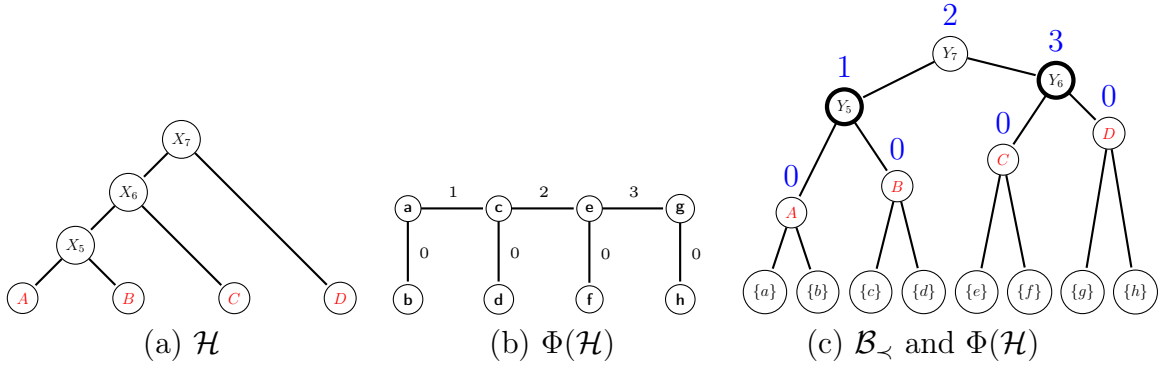 2
3
1
Y₇
Y₆
Y₅
0
0
D
X₇
0
C
0
B
X₆
1
2
3
a
c
e
g
A
X₅
0
0
0
0
A
B
C
D
b
d
f
h
{a}
{b}
{c}
{d}
{e}
{f}
{g}
{h}
(a) ℋ
(b) Φ(ℋ)
(c) ℬ≺ and Φ(ℋ)